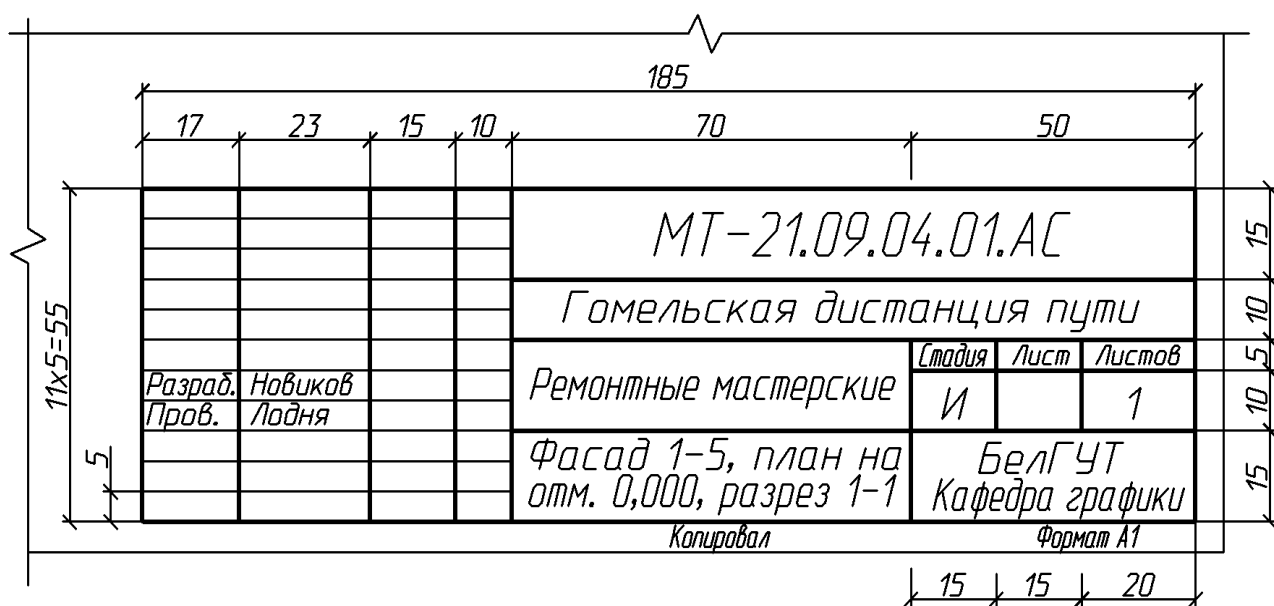 185
17 23 15 10 70 50
МТ-21.09.04.01.АС
15
Гомельская дистанция пути
10
11х5=55
Стадия Лист Листов
5
Разраб. Новиков
Ремонтные мастерские
И 1
10
Пров. Лодня
5
Фасад 1-5, план на
отм. 0,000, разрез 1-1
БелГУТ
Кафедра графики
15
Копировал Формат А1
15 15 20